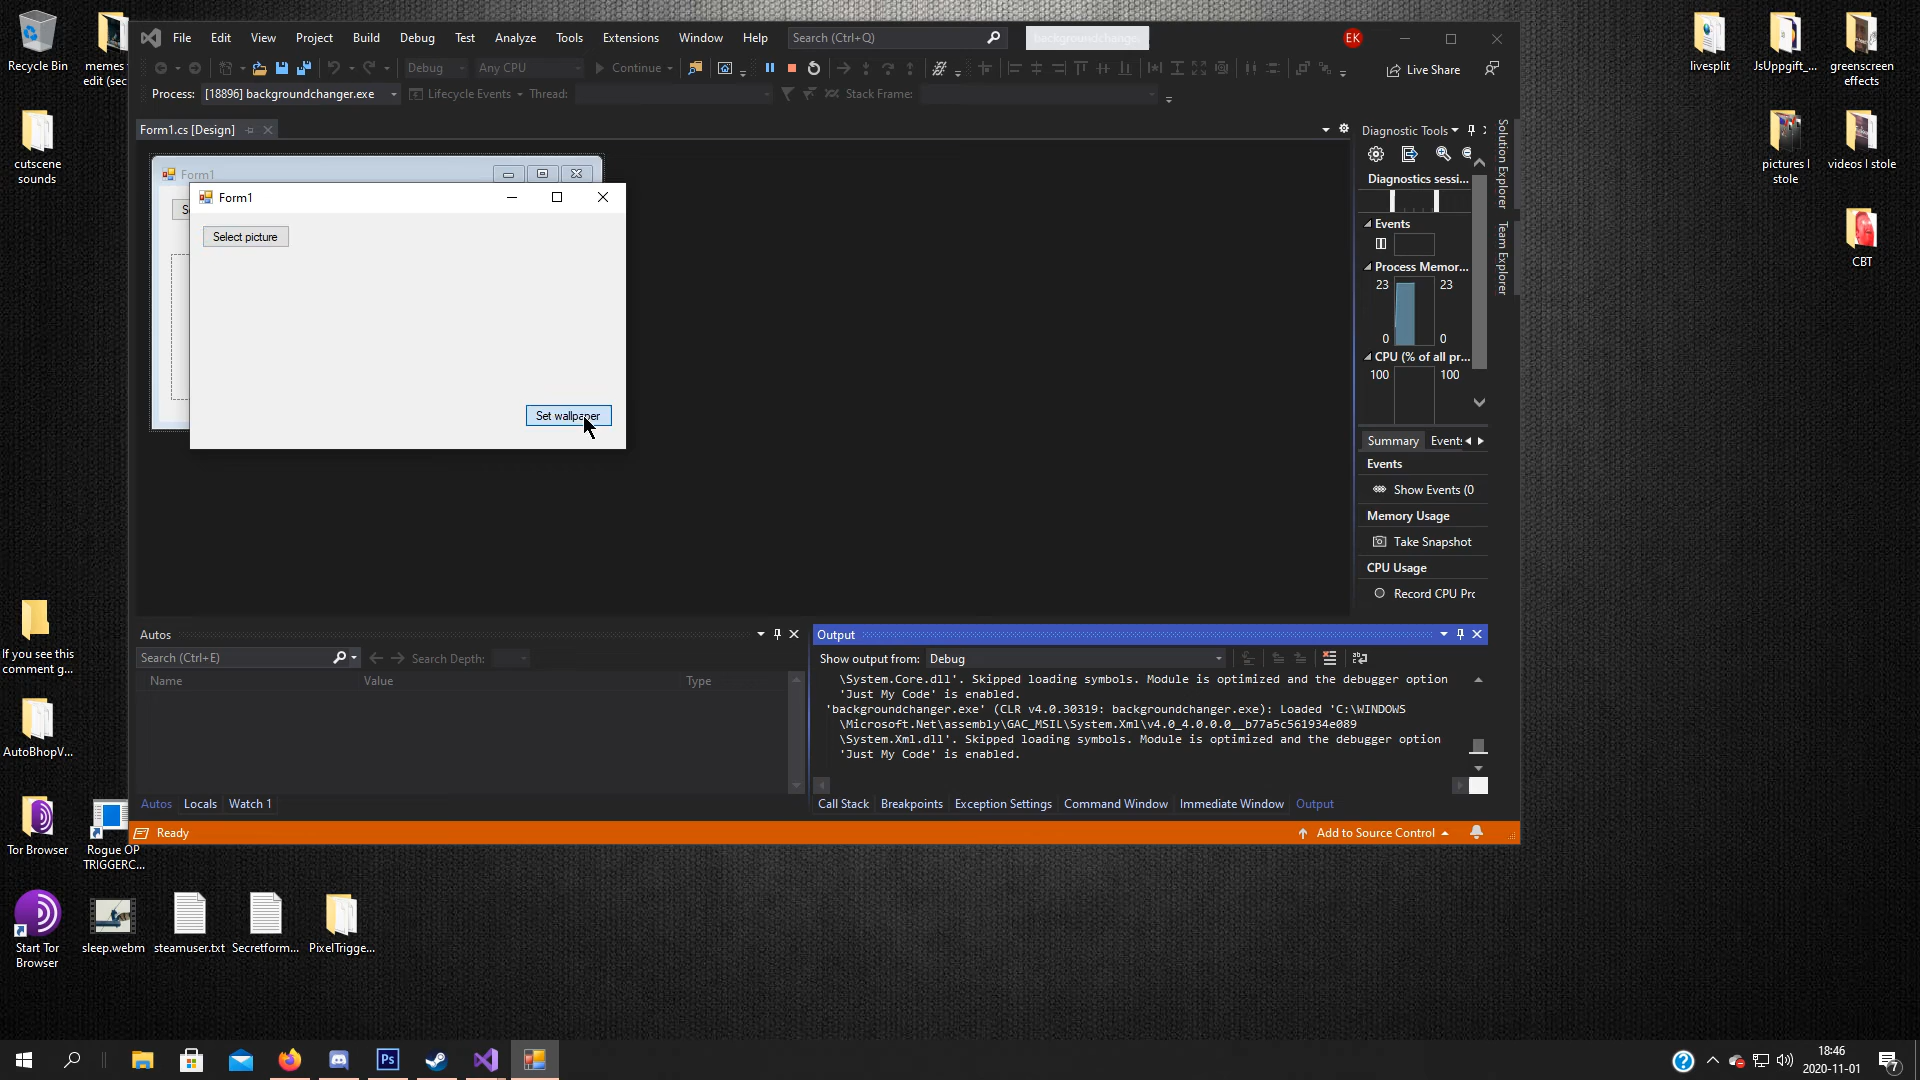 Recycle Bin
memes
edit (sec
cutscene
sounds
If you see this
comment g...
AutoBhopV...
Tor Browser
Rogue OP
TRIGGERC...
Start Tor
Browser
sleep.webm
steamuser.txt
Secretform...
PixelTrigge...
File Edit View Project Build Debug Test Analyze Tools Extensions Window Help
Search (Ctrl+Q)
backgroundchange
EK
Debug
Any CPU
Continue
Live Share
Process: [18896] backgroundchanger.exe
Lifecycle Events
Thread:
Stack Frame:
Form1.cs [Design]
Form1
Form1
Select picture
Set wallpaper
Diagnostic Tools
Diagnostics sessi...
Events
Process Memor...
23 23
0 0
CPU (% of all pr...
100 100
Summary Event
Events
Show Events (0
Memory Usage
Take Snapshot
CPU Usage
Record CPU Prc
Solution Explorer
Team Explorer
Autos
Search (Ctrl+E)
Search Depth:
Name Value Type
Autos Locals Watch 1
Output
Show output from: Debug
\System.Core.dll'. Skipped loading symbols. Module is optimized and the debugger option
'Just My Code' is enabled.
'backgroundchanger.exe' (CLR v4.0.30319: backgroundchanger.exe): Loaded 'C:\WINDOWS
\Microsoft.Net\assembly\GAC_MSIL\System.Xml\v4.0_4.0.0.0__b77a5c561934e089
\System.Xml.dll'. Skipped loading symbols. Module is optimized and the debugger option
'Just My Code' is enabled.
Call Stack Breakpoints Exception Settings Command Window Immediate Window Output
Ready
Add to Source Control
livesplit
JsUppgift_...
greenscreen
effects
pictures I
stole
videos I stole
CBT
Ps
18:46
2020-11-01
7